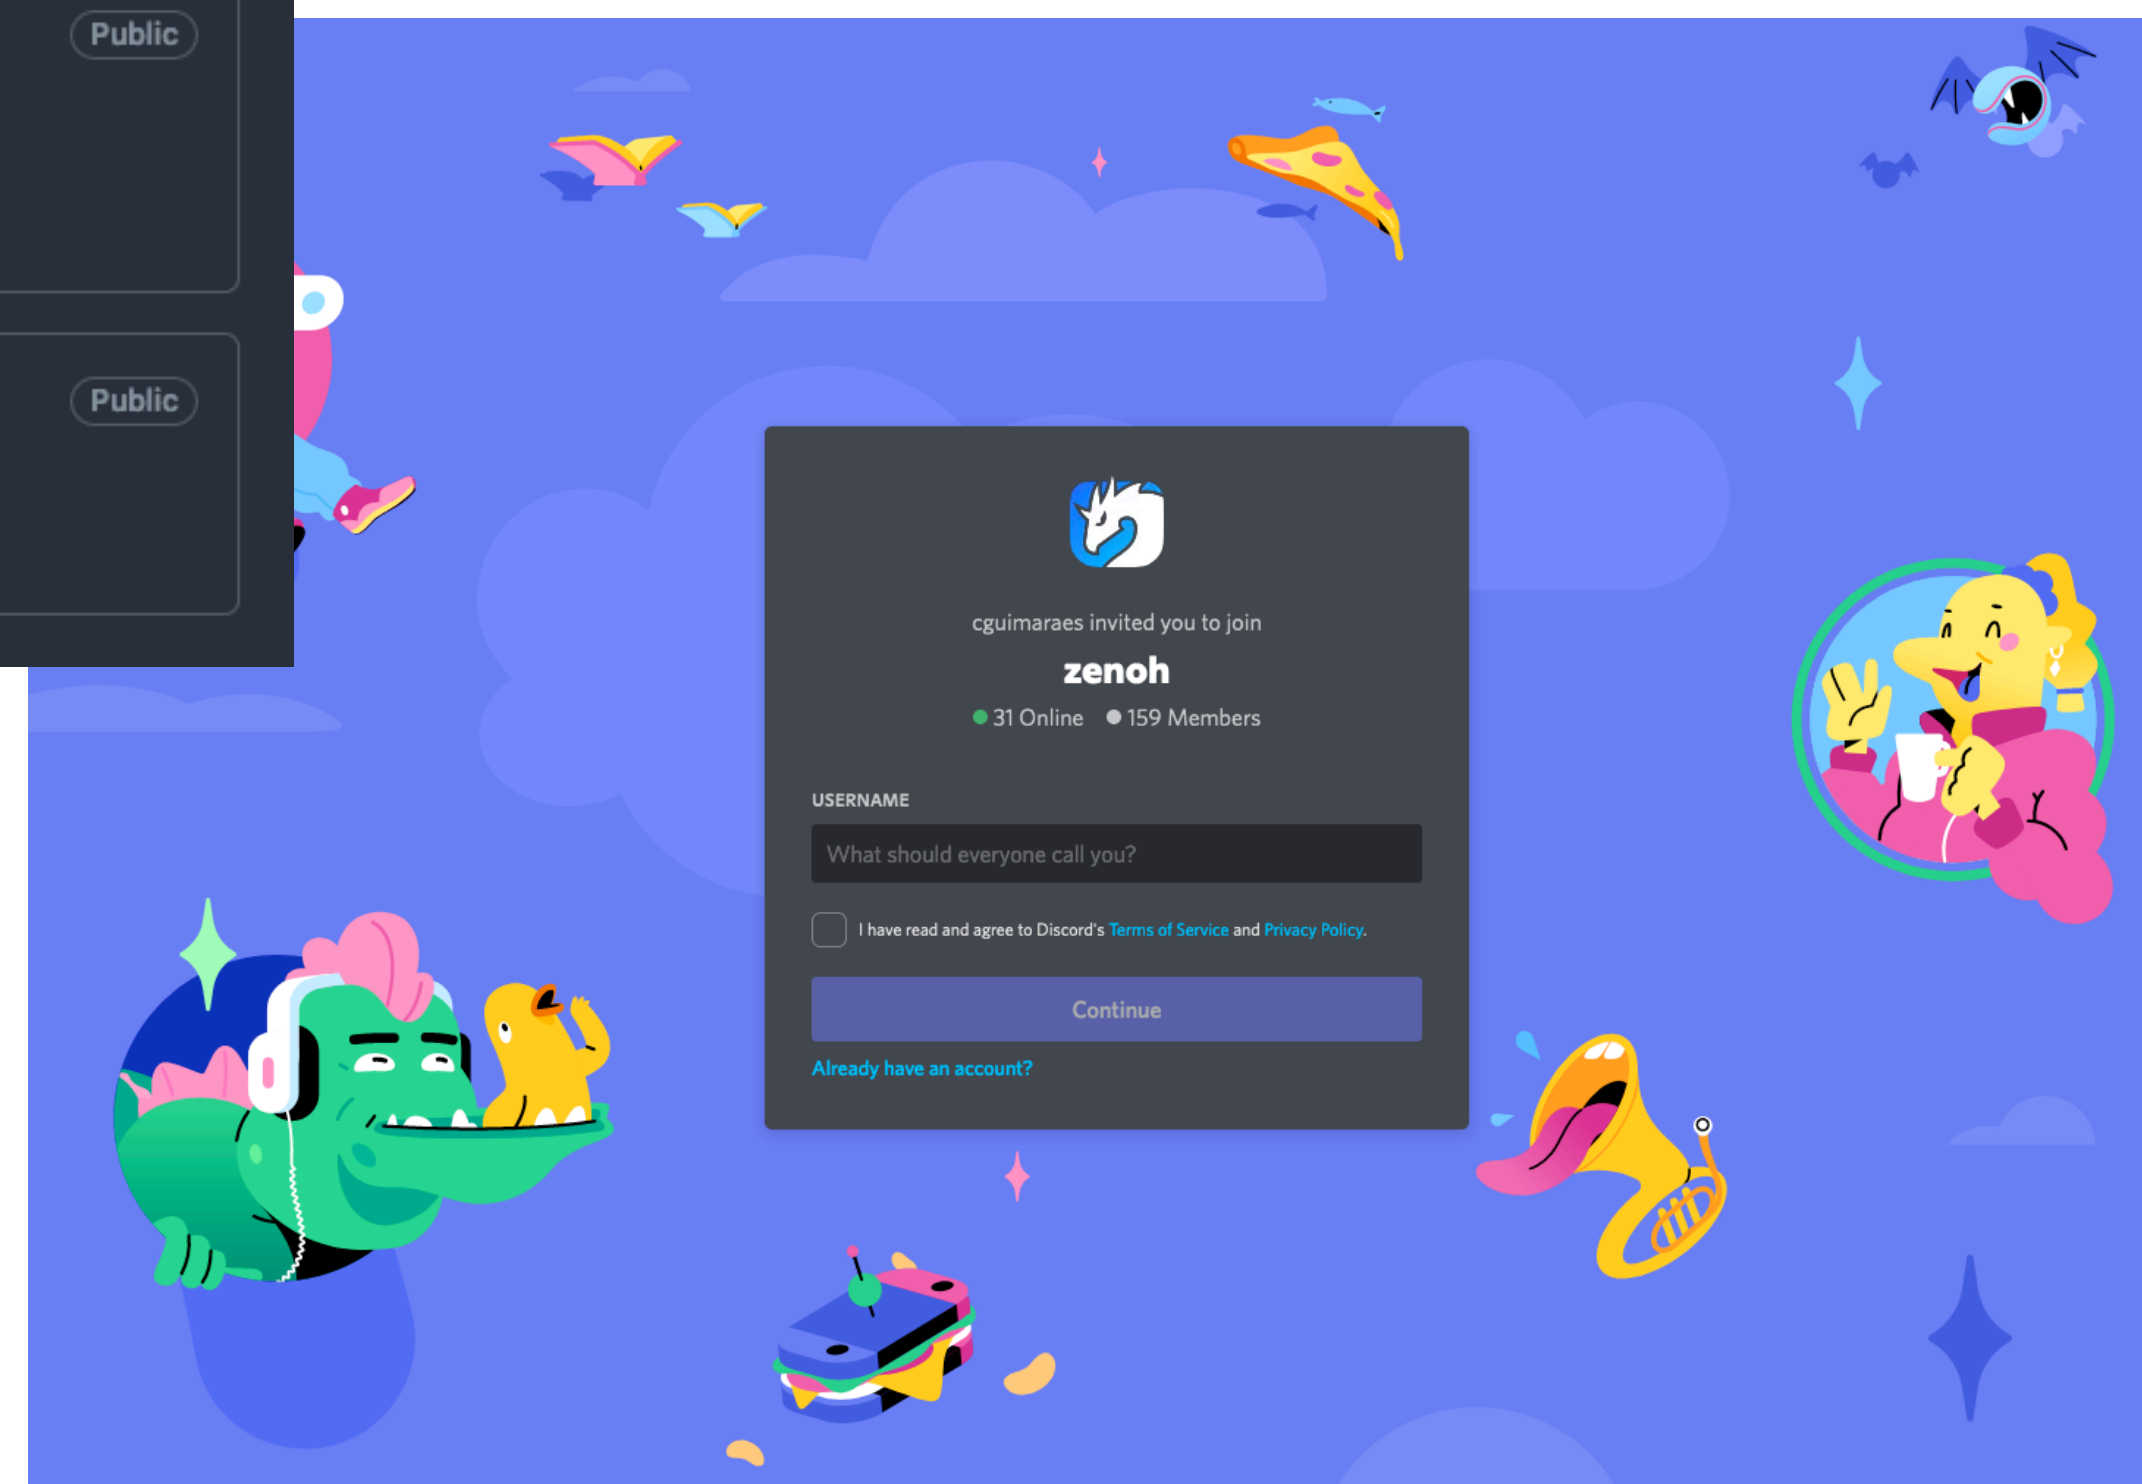 Public
Public
cguimaraes invited you to join
zenoh
31 Online 159 Members
USERNAME
What should everyone call you?
I have read and agree to Discord's Terms of Service and Privacy Policy.
Continue
Already have an account?